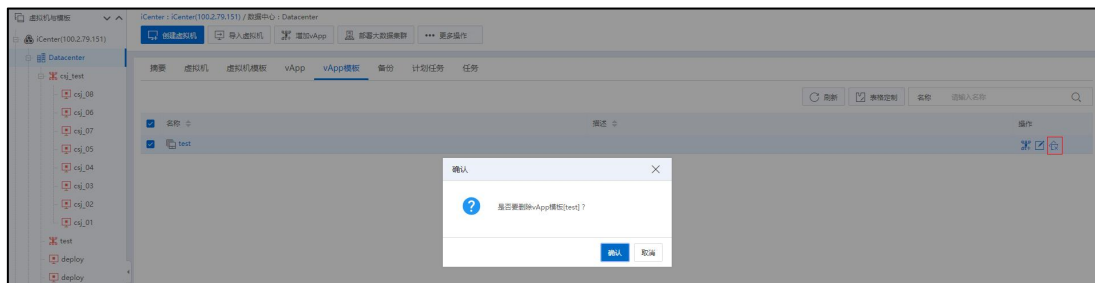 虚拟机与模板
iCenter(100.2.79.151)
Datacenter
csj_test
csj_08
csj_06
csj_07
csj_05
csj_04
csj_03
csj_02
csj_01
test
deploy
deploy
iCenter : iCenter(100.2.79.151) / 数据中心 : Datacenter
创建虚拟机 导入虚拟机 增加vApp 部署大数据集群 ••• 更多操作
摘要 虚拟机 虚拟机模板 vApp vApp模板 备份 计划任务 任务
刷新 表格定制 名称 请输入名称
名称 描述 操作
test
确认
是否要删除vApp模板[test]？
确认 取消